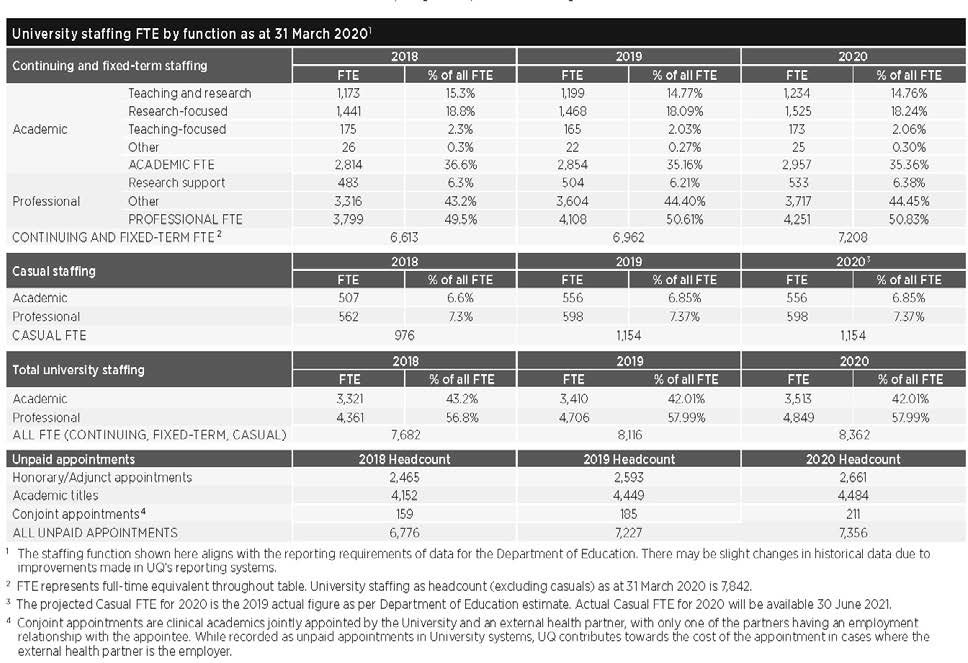 University staffing FTE by function as at 31 March 2020¹
Continuing and fixed-term staffing 2018 2019 2020
FTE % of all FTE FTE % of all FTE FTE % of all FTE
Academic Teaching and research 1,173 15.3% 1,199 14.77% 1,234 14.76%
Research-focused 1,441 18.8% 1,468 18.09% 1,525 18.24%
Teaching-focused 175 2.3% 165 2.03% 173 2.06%
Other 26 0.3% 22 0.27% 25 0.30%
ACADEMIC FTE 2,814 36.6% 2,854 35.16% 2,957 35.36%
Professional Research support 483 6.3% 504 6.21% 533 6.38%
Other 3,316 43.2% 3,604 44.40% 3,717 44.45%
PROFESSIONAL FTE 3,799 49.5% 4,108 50.61% 4,251 50.83%
CONTINUING AND FIXED-TERM FTE ² 6,613 6,962 7,208
Casual staffing 2018 2019 2020³
FTE % of all FTE FTE % of all FTE FTE % of all FTE
Academic 507 6.6% 556 6.85% 556 6.85%
Professional 562 7.3% 598 7.37% 598 7.37%
CASUAL FTE 976 1,154 1,154
Total university staffing 2018 2019 2020
FTE % of all FTE FTE % of all FTE FTE % of all FTE
Academic 3,321 43.2% 3,410 42.01% 3,513 42.01%
Professional 4,361 56.8% 4,706 57.99% 4,849 57.99%
ALL FTE (CONTINUING, FIXED-TERM, CASUAL) 7,682 8,116 8,362
Unpaid appointments 2018 Headcount 2019 Headcount 2020 Headcount
Honorary/Adjunct appointments 2,465 2,593 2,661
Academic titles 4,152 4,449 4,484
Conjoint appointments⁴ 159 185 211
ALL UNPAID APPOINTMENTS 6,776 7,227 7,356
¹ The staffing function shown here aligns with the reporting requirements of data for the Department of Education. There may be slight changes in historical data due to
improvements made in UQ's reporting systems.
² FTE represents full-time equivalent throughout table. University staffing as headcount (excluding casuals) as at 31 March 2020 is 7,842.
³ The projected Casual FTE for 2020 is the 2019 actual figure as per Department of Education estimate. Actual Casual FTE for 2020 will be available 30 June 2021.
⁴ Conjoint appointments are clinical academics jointly appointed by the University and an external health partner, with only one of the partners having an employment
relationship with the appointee. While recorded as unpaid appointments in University systems, UQ contributes towards the cost of the appointment in cases where the
external health partner is the employer.